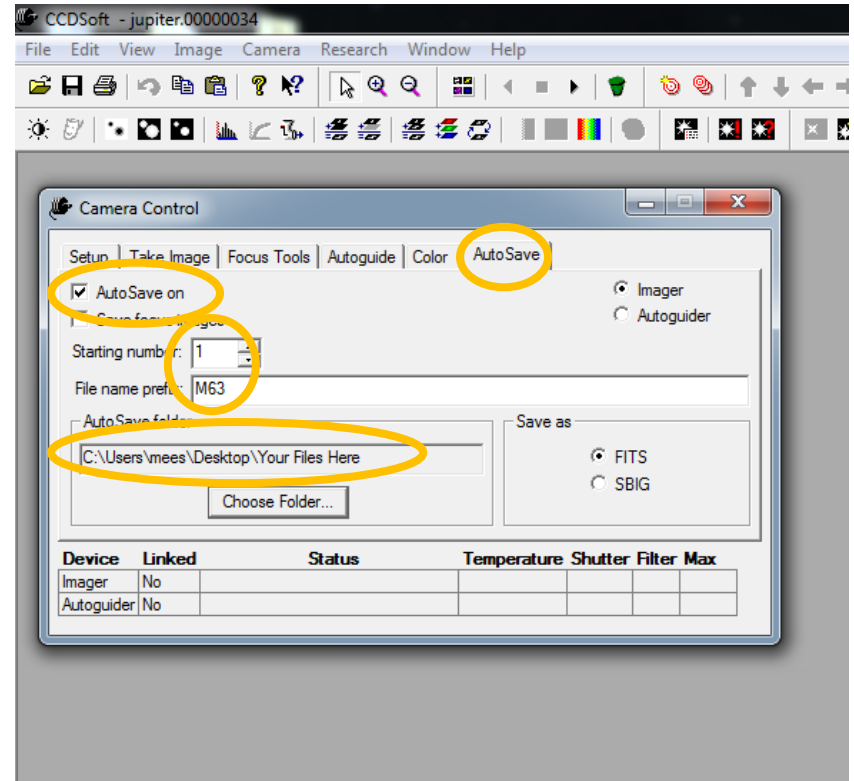 CCDSoft - jupiter.00000034
File Edit View Image Camera Research Window Help
Camera Control
Setup Take Image Focus Tools Autoguide Color AutoSave
AutoSave on
Imager
Save focus images
Autoguider
Starting number: 1
File name prefix: M63
AutoSave folder
Save as
C:\Users\mees\Desktop\Your Files Here
FITS
SBIG
Choose Folder...
Device Linked Status Temperature Shutter Filter Max
Imager No
Autoguider No